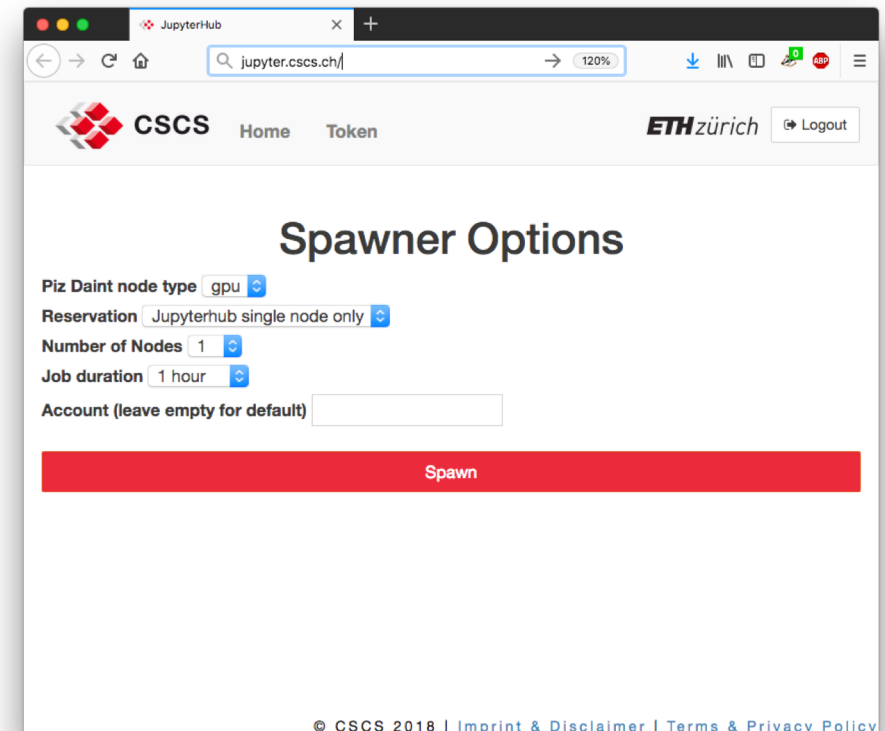 JupyterHub
jupyter.cscs.ch/ 120% 0 ABP
CSCS Home Token ETH zürich Logout
Spawner Options
Piz Daint node type gpu
Reservation Jupyterhub single node only
Number of Nodes 1
Job duration 1 hour
Account (leave empty for default)
Spawn
© CSCS 2018 | Imprint & Disclaimer | Terms & Privacy Policy